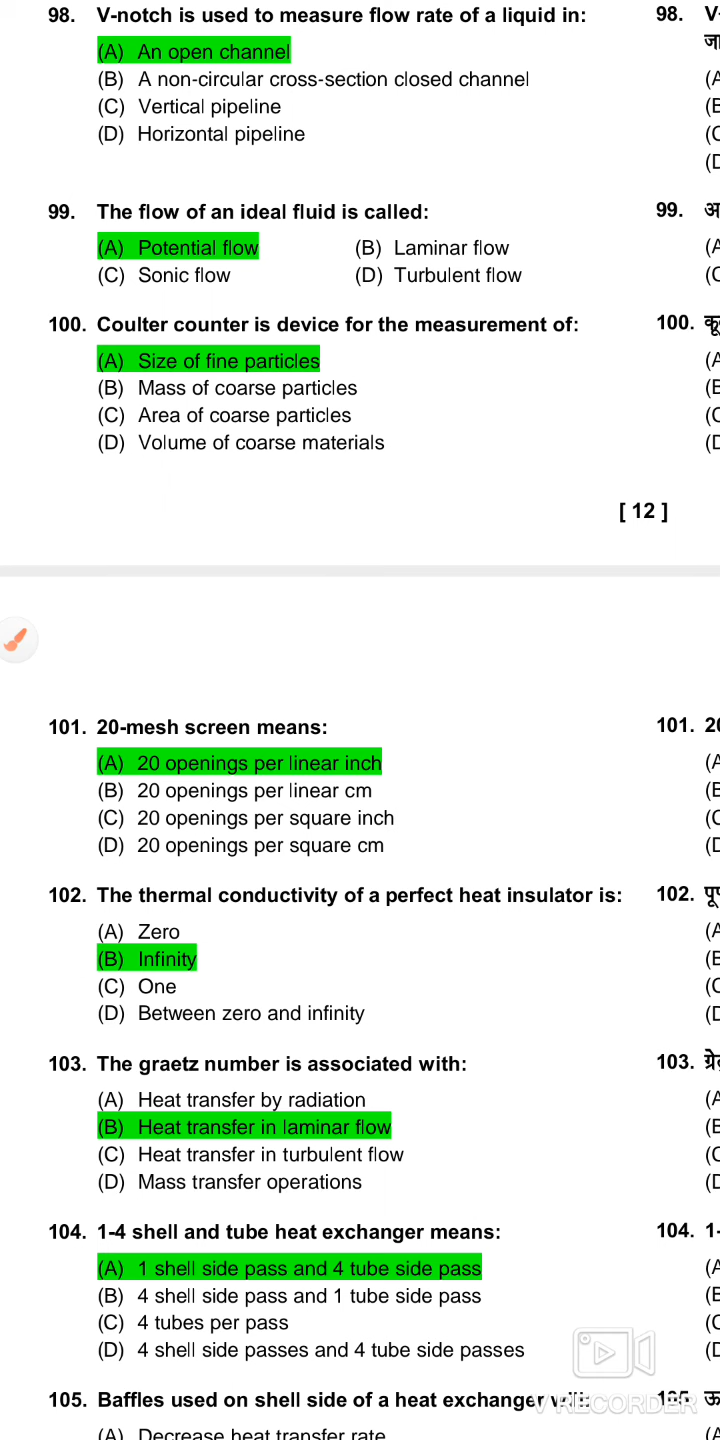 98. V-notch is used to measure flow rate of a liquid in:
(A) An open channel
(B) A non-circular cross-section closed channel
(C) Vertical pipeline
(D) Horizontal pipeline
99. The flow of an ideal fluid is called:
(A) Potential flow (B) Laminar flow
(C) Sonic flow (D) Turbulent flow
100. Coulter counter is device for the measurement of:
(A) Size of fine particles
(B) Mass of coarse particles
(C) Area of coarse particles
(D) Volume of coarse materials
98.
99.
100.
[ 12 ]
101. 20-mesh screen means:
(A) 20 openings per linear inch
(B) 20 openings per linear cm
(C) 20 openings per square inch
(D) 20 openings per square cm
102. The thermal conductivity of a perfect heat insulator is:
(A) Zero
(B) Infinity
(C) One
(D) Between zero and infinity
103. The graetz number is associated with:
(A) Heat transfer by radiation
(B) Heat transfer in laminar flow
(C) Heat transfer in turbulent flow
(D) Mass transfer operations
104. 1-4 shell and tube heat exchanger means:
(A) 1 shell side pass and 4 tube side pass
(B) 4 shell side pass and 1 tube side pass
(C) 4 tubes per pass
(D) 4 shell side passes and 4 tube side passes
105. Baffles used on shell side of a heat exchanger
(A) Decrease heat transfer rate
101.
102.
103.
104.
105.
V RECORDER